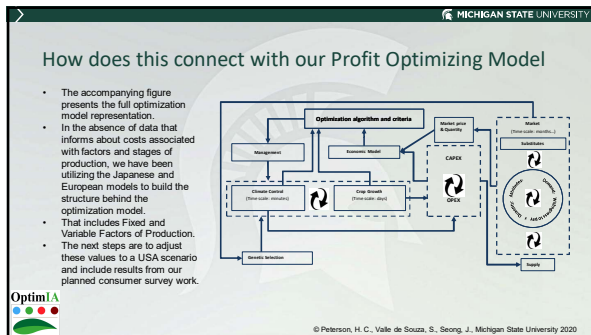 MICHIGAN STATE UNIVERSITY
How does this connect with our Profit Optimizing Model
• The accompanying figure
presents the full optimization
model representation.
• In the absence of data that
informs about costs associated
with factors and stages of
production, we have been
utilizing the Japanese and
European models to build the
structure behind the
optimization model.
• That includes Fixed and
Variable Factors of Production.
• The next steps are to adjust
these values to a USA scenario
and include results from our
planned consumer survey work.
Optimization algorithm and criteria
Market price
& Quantity
Market
(Time scale: months...)
Substitutes
Management
Economic Model
CAPEX
OPEX
Climate Control
(Time scale: minutes)
Crop Growth
(Time scale: days)
Genetic Selection
Supply
OptimIA
© Peterson, H. C., Valle de Souza, S., Seong, J., Michigan State University 2020